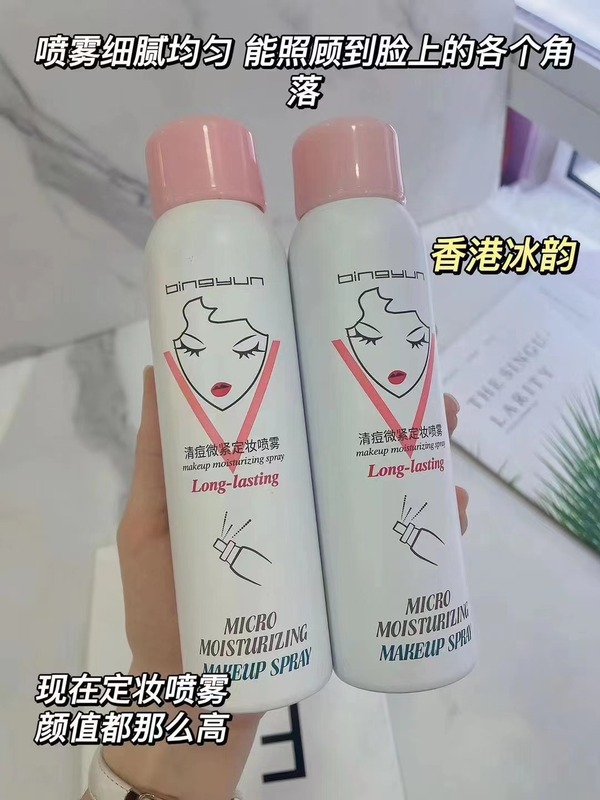 喷雾细腻均匀 能照顾到脸上的各个角
落
香港冰韵
bingyun
清痘微紧定妆喷雾
makeup moisturizing spray
Long-lasting
MICRO
MOISTURIZING
MAKEUP SPRAY
bingyun
清痘微紧定妆喷雾
makeup moisturizing spray
Long-lasting
MICRO
MOISTURIZING
MAKEUP SPRAY
THE SINGU
LARITY
现在定妆喷雾
颜值都那么高